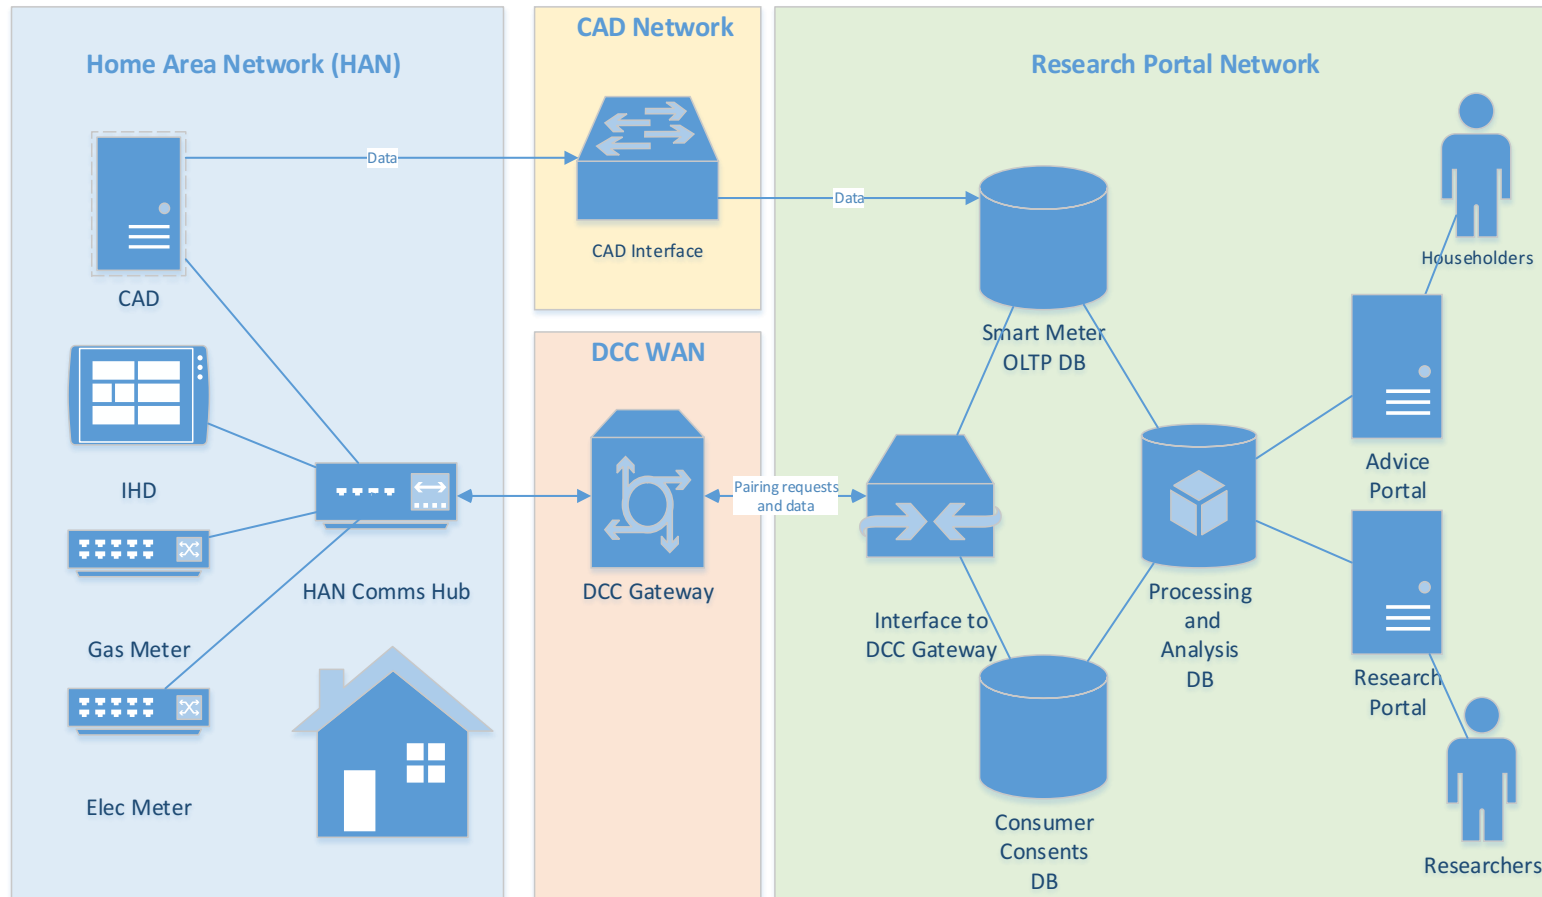 Home Area Network (HAN)
CAD Network
Research Portal Network
Data
Data
CAD Interface
Householders
CAD
Smart Meter
OLTP DB
DCC WAN
Advice
Portal
IHD
Pairing requests
and data
HAN Comms Hub
DCC Gateway
Interface to
DCC Gateway
Processing
and
Analysis
DB
Gas Meter
Research
Portal
Elec Meter
Consumer
Consents
DB
Researchers